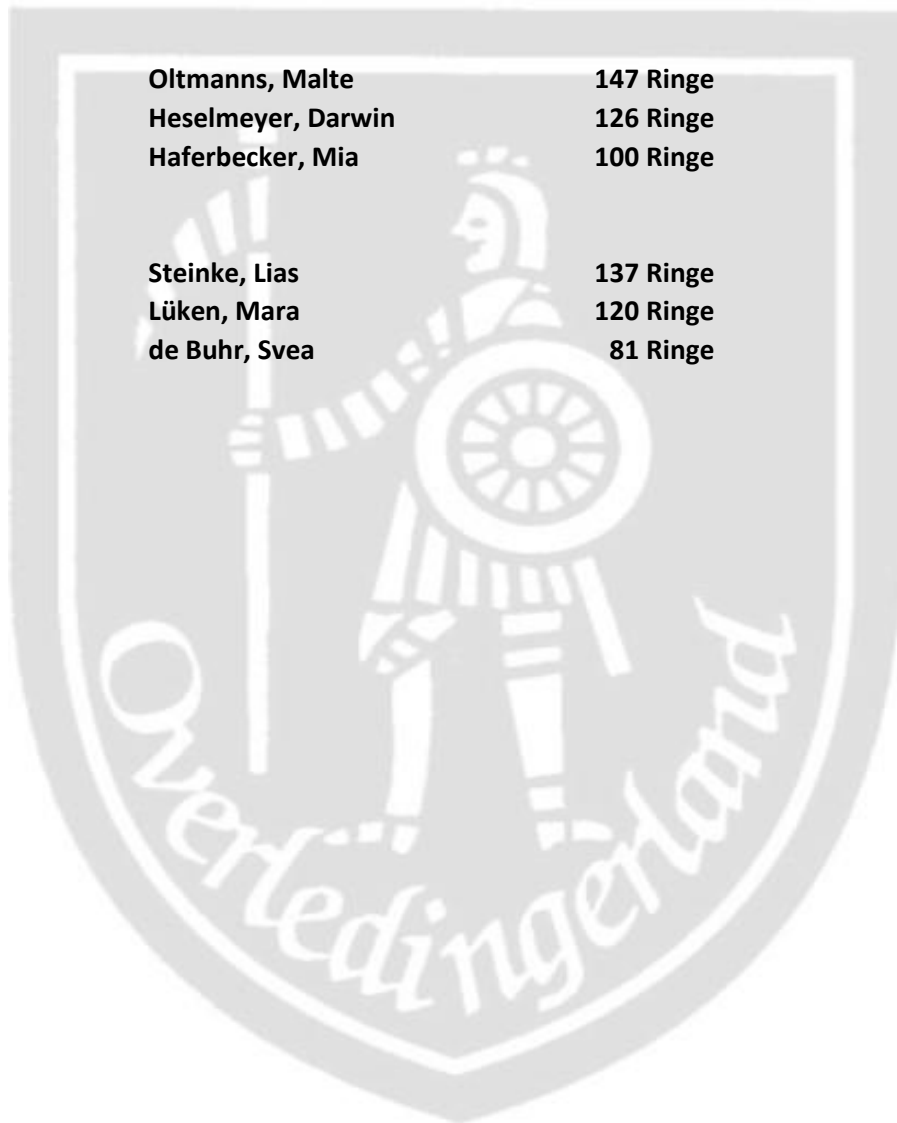 Oltmanns, Malte 147 Ringe
Heselmeyer, Darwin 126 Ringe
Haferbecker, Mia 100 Ringe
Steinke, Lias 137 Ringe
Lüken, Mara 120 Ringe
de Buhr, Svea 81 Ringe
Overledingerland